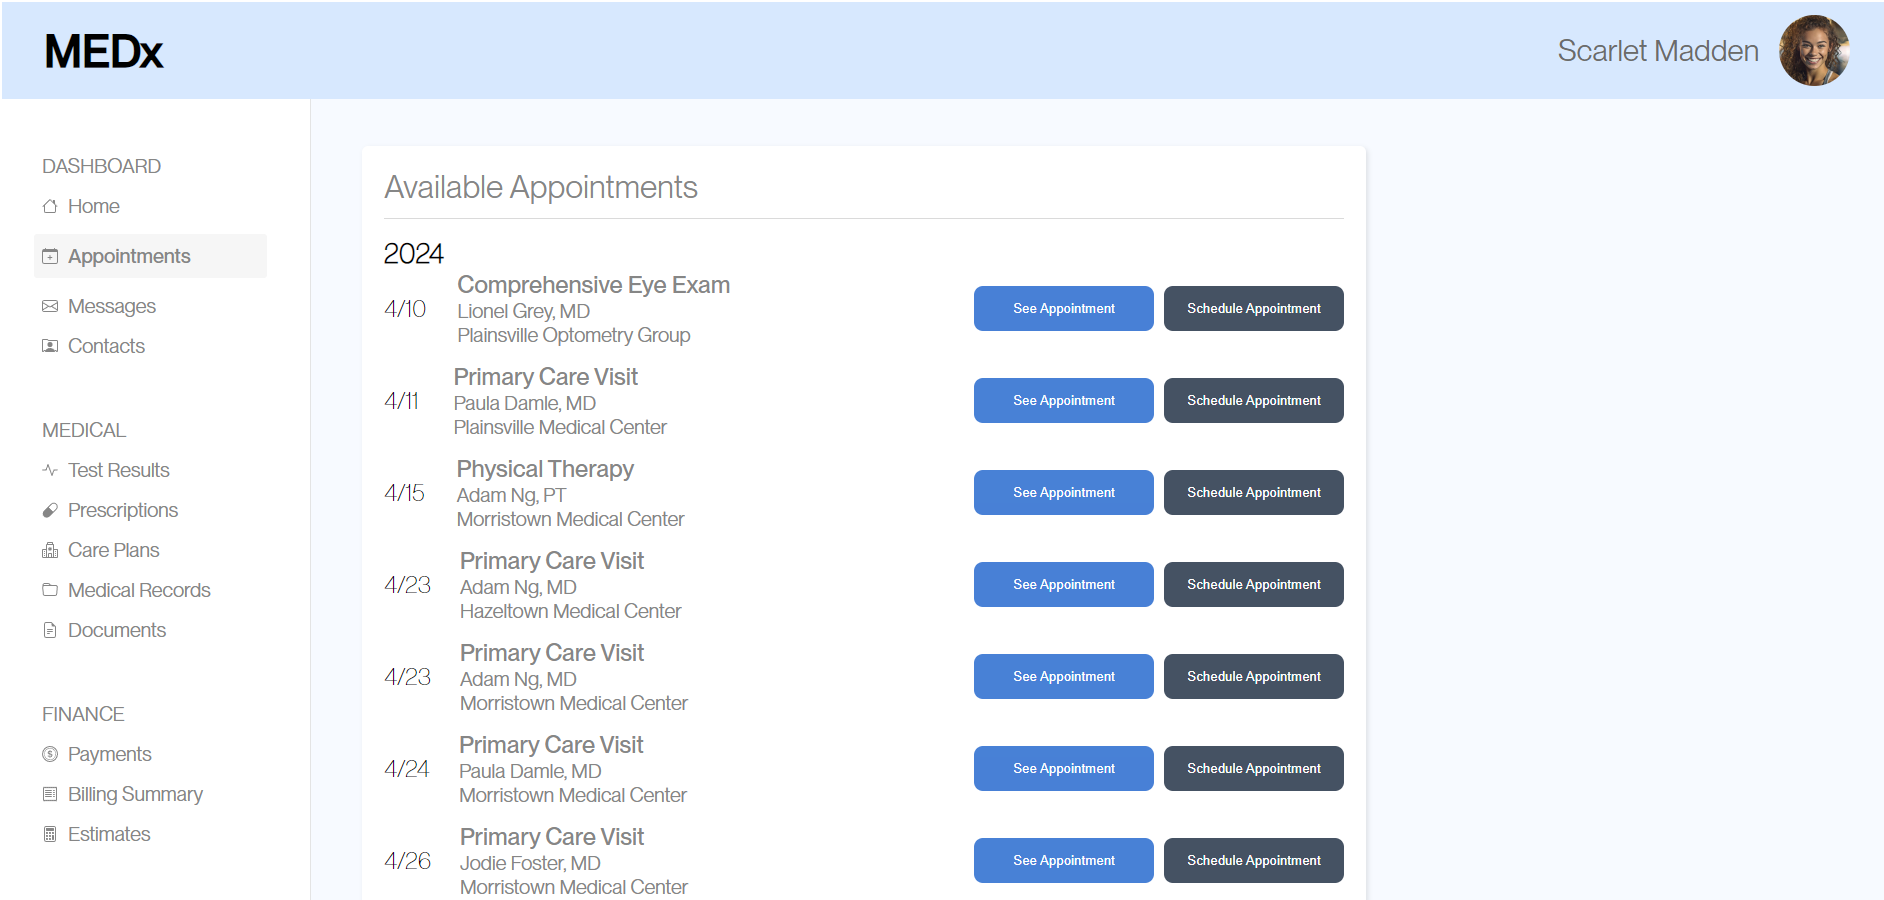 MEDx
Scarlet Madden
DASHBOARD
Home
Appointments
Messages
Contacts
MEDICAL
Test Results
Prescriptions
Care Plans
Medical Records
Documents
FINANCE
Payments
Billing Summary
Estimates
Available Appointments
2024
4/10
Comprehensive Eye Exam
Lionel Grey, MD
Plainsville Optometry Group
See Appointment
Schedule Appointment
4/11
Primary Care Visit
Paula Damle, MD
Plainsville Medical Center
See Appointment
Schedule Appointment
4/15
Physical Therapy
Adam Ng, PT
Morristown Medical Center
See Appointment
Schedule Appointment
4/23
Primary Care Visit
Adam Ng, MD
Hazeltown Medical Center
See Appointment
Schedule Appointment
4/23
Primary Care Visit
Adam Ng, MD
Morristown Medical Center
See Appointment
Schedule Appointment
4/24
Primary Care Visit
Paula Damle, MD
Morristown Medical Center
See Appointment
Schedule Appointment
4/26
Primary Care Visit
Jodie Foster, MD
Morristown Medical Center
See Appointment
Schedule Appointment